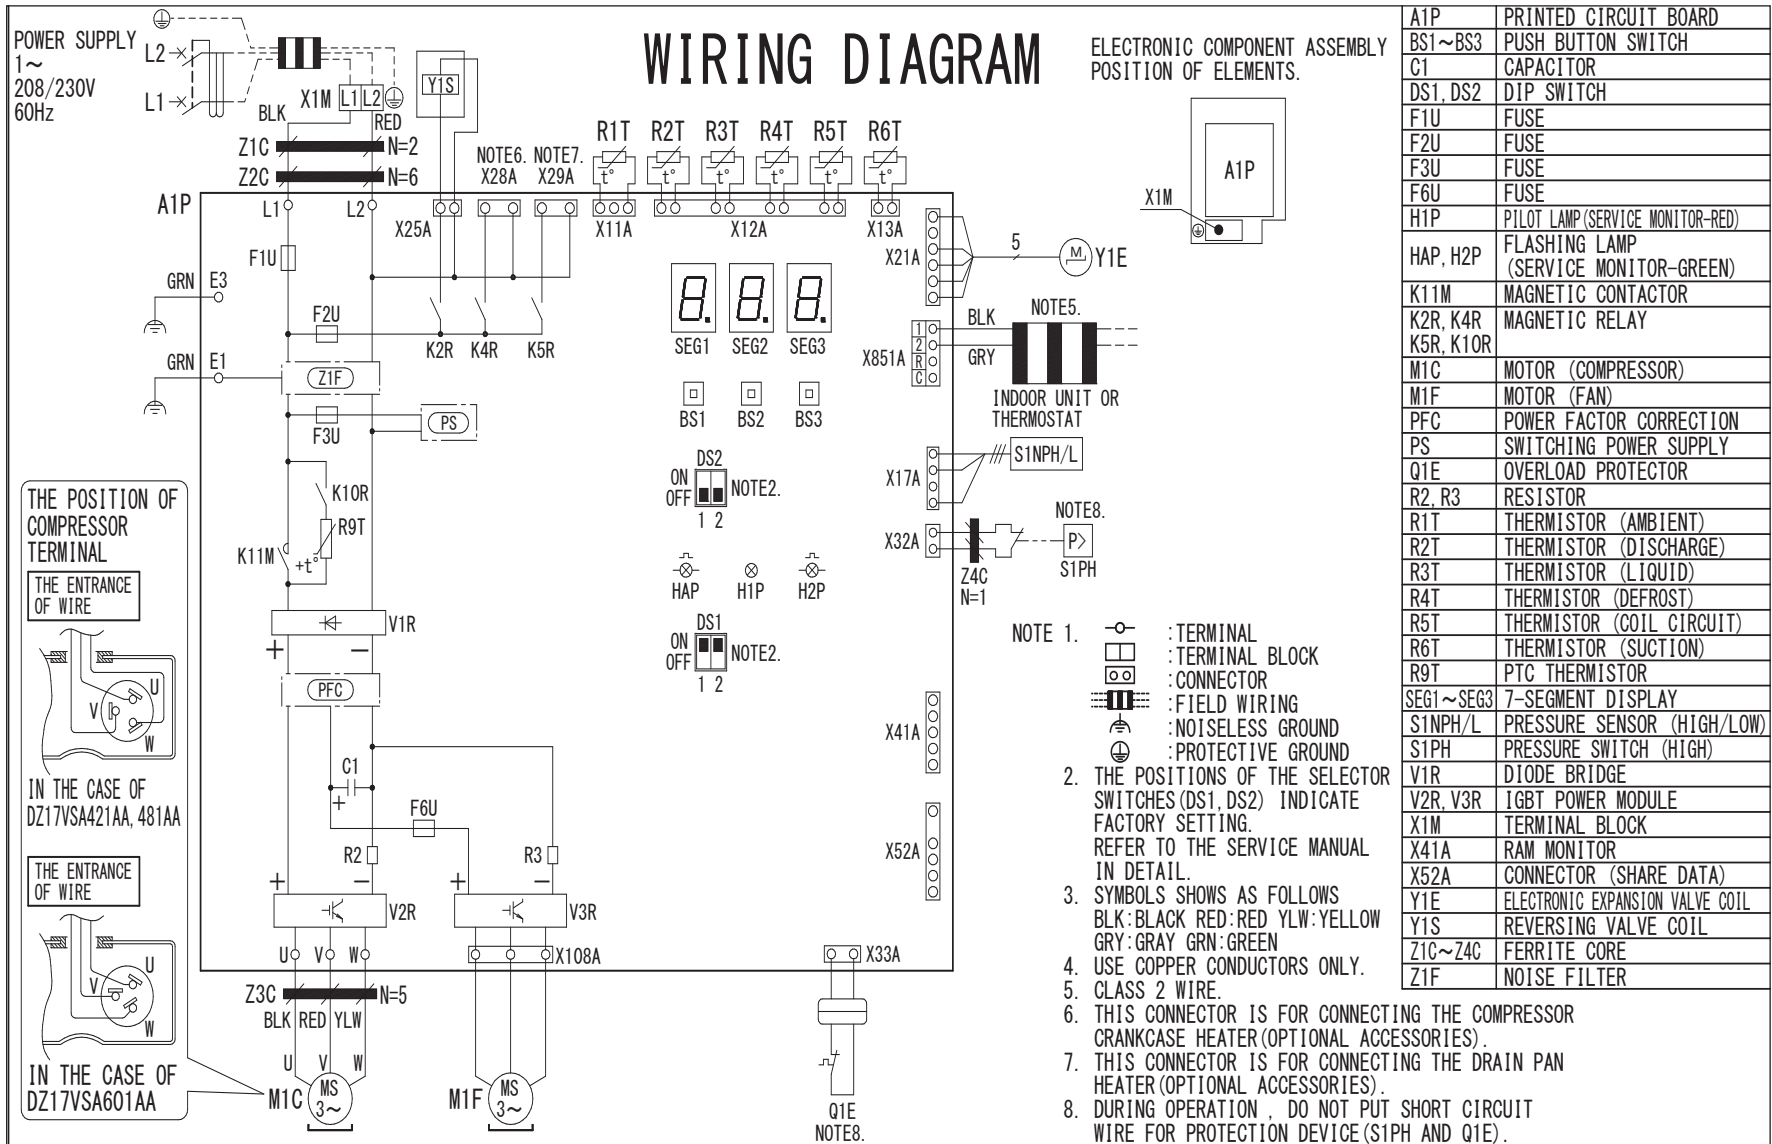 WIRING DIAGRAM
POWER SUPPLY
1~
208/230V
60Hz
L2
L1
X1M
L1 L2
BLK
RED
Z1C
N=2
Z2C
N=6
Y1S
NOTE6. NOTE7.
X28A X29A
R1T R2T R3T R4T R5T R6T
t° t° t° t° t° t°
A1P
L1
L2
X25A
X11A
X12A
X13A
F1U
GRN E3
F2U
K2R K4R K5R
GRN E1
Z1F
F3U
PS
K10R
R9T
K11M
+t°
V1R
+ −
PFC
C1
+
F6U
R2
R3
+ −
+ −
V2R
V3R
U V W
X108A
Z3C
N=5
BLK RED YLW
U V W
M1C
MS
3~
M1F
MS
3~
SEG1 SEG2 SEG3
BS1 BS2 BS3
DS2
ON
OFF
NOTE2.
1 2
HAP H1P H2P
DS1
ON
OFF
NOTE2.
1 2
X21A
5
M
Y1E
X851A
1
2
R
C
BLK
GRY
NOTE5.
INDOOR UNIT OR
THERMOSTAT
X17A
S1NPH/L
X32A
Z4C
N=1
NOTE8.
P>
S1PH
X41A
X52A
X33A
Q1E
NOTE8.
THE POSITION OF
COMPRESSOR
TERMINAL
THE ENTRANCE
OF WIRE
U
V
W
IN THE CASE OF
DZ17VSA421AA, 481AA
THE ENTRANCE
OF WIRE
U
V
W
IN THE CASE OF
DZ17VSA601AA
ELECTRONIC COMPONENT ASSEMBLY
POSITION OF ELEMENTS.
A1P
X1M
NOTE 1.
:TERMINAL
:TERMINAL BLOCK
:CONNECTOR
:FIELD WIRING
:NOISELESS GROUND
:PROTECTIVE GROUND
2. THE POSITIONS OF THE SELECTOR
SWITCHES(DS1, DS2) INDICATE
FACTORY SETTING.
REFER TO THE SERVICE MANUAL
IN DETAIL.
3. SYMBOLS SHOWS AS FOLLOWS
BLK:BLACK RED:RED YLW:YELLOW
GRY:GRAY GRN:GREEN
4. USE COPPER CONDUCTORS ONLY.
5. CLASS 2 WIRE.
6. THIS CONNECTOR IS FOR CONNECTING THE COMPRESSOR
CRANKCASE HEATER(OPTIONAL ACCESSORIES).
7. THIS CONNECTOR IS FOR CONNECTING THE DRAIN PAN
HEATER(OPTIONAL ACCESSORIES).
8. DURING OPERATION , DO NOT PUT SHORT CIRCUIT
WIRE FOR PROTECTION DEVICE(S1PH AND Q1E).
A1P PRINTED CIRCUIT BOARD
BS1~BS3 PUSH BUTTON SWITCH
C1 CAPACITOR
DS1, DS2 DIP SWITCH
F1U FUSE
F2U FUSE
F3U FUSE
F6U FUSE
H1P PILOT LAMP(SERVICE MONITOR-RED)
HAP, H2P FLASHING LAMP
(SERVICE MONITOR-GREEN)
K11M MAGNETIC CONTACTOR
K2R, K4R MAGNETIC RELAY
K5R, K10R
M1C MOTOR (COMPRESSOR)
M1F MOTOR (FAN)
PFC POWER FACTOR CORRECTION
PS SWITCHING POWER SUPPLY
Q1E OVERLOAD PROTECTOR
R2, R3 RESISTOR
R1T THERMISTOR (AMBIENT)
R2T THERMISTOR (DISCHARGE)
R3T THERMISTOR (LIQUID)
R4T THERMISTOR (DEFROST)
R5T THERMISTOR (COIL CIRCUIT)
R6T THERMISTOR (SUCTION)
R9T PTC THERMISTOR
SEG1~SEG3 7-SEGMENT DISPLAY
S1NPH/L PRESSURE SENSOR (HIGH/LOW)
S1PH PRESSURE SWITCH (HIGH)
V1R DIODE BRIDGE
V2R, V3R IGBT POWER MODULE
X1M TERMINAL BLOCK
X41A RAM MONITOR
X52A CONNECTOR (SHARE DATA)
Y1E ELECTRONIC EXPANSION VALVE COIL
Y1S REVERSING VALVE COIL
Z1C~Z4C FERRITE CORE
Z1F NOISE FILTER